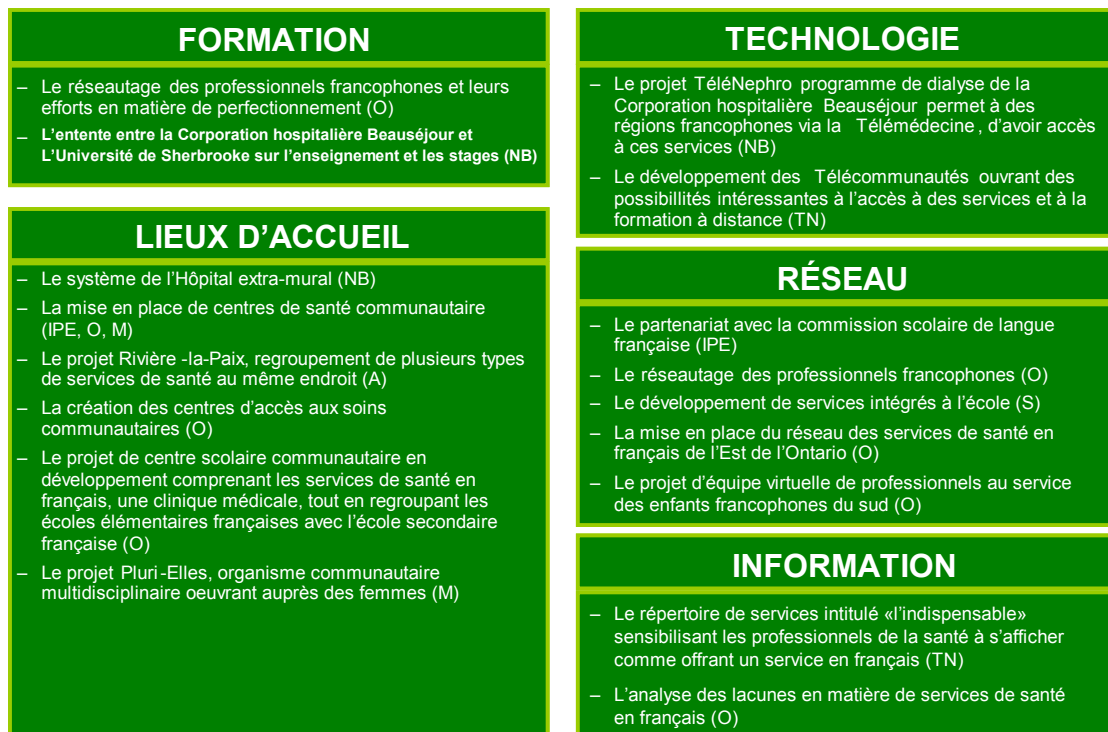 FORMATION
– Le réseautage des professionnels francophones et leurs
efforts en matière de perfectionnement (O)
– L'entente entre la Corporation hospitalière Beauséjour et
L'Université de Sherbrooke sur l'enseignement et les stages (NB)
LIEUX D'ACCUEIL
– Le système de l'Hôpital extra-mural (NB)
– La mise en place de centres de santé communautaire
(IPE, O, M)
– Le projet Rivière -la-Paix, regroupement de plusieurs types
de services de santé au même endroit (A)
– La création des centres d'accès aux soins
communautaires (O)
– Le projet de centre scolaire communautaire en
développement comprenant les services de santé en
français, une clinique médicale, tout en regroupant les
écoles élémentaires françaises avec l'école secondaire
française (O)
– Le projet Pluri-Elles, organisme communautaire
multidisciplinaire oeuvrant auprès des femmes (M)
TECHNOLOGIE
– Le projet TéléNephro programme de dialyse de la
Corporation hospitalière Beauséjour permet à des
régions francophones via la Télémédecine, d'avoir accès
à ces services (NB)
– Le développement des Télécommunautés ouvrant des
possibillités intéressantes à l'accès à des services et à la
formation à distance (TN)
RÉSEAU
– Le partenariat avec la commission scolaire de langue
française (IPE)
– Le réseautage des professionnels francophones (O)
– Le développement de services intégrés à l'école (S)
– La mise en place du réseau des services de santé en
français de l'Est de l'Ontario (O)
– Le projet d'équipe virtuelle de professionnels au service
des enfants francophones du sud (O)
INFORMATION
– Le répertoire de services intitulé «l'indispensable»
sensibilisant les professionnels de la santé à s'afficher
comme offrant un service en français (TN)
– L'analyse des lacunes en matière de services de santé
en français (O)